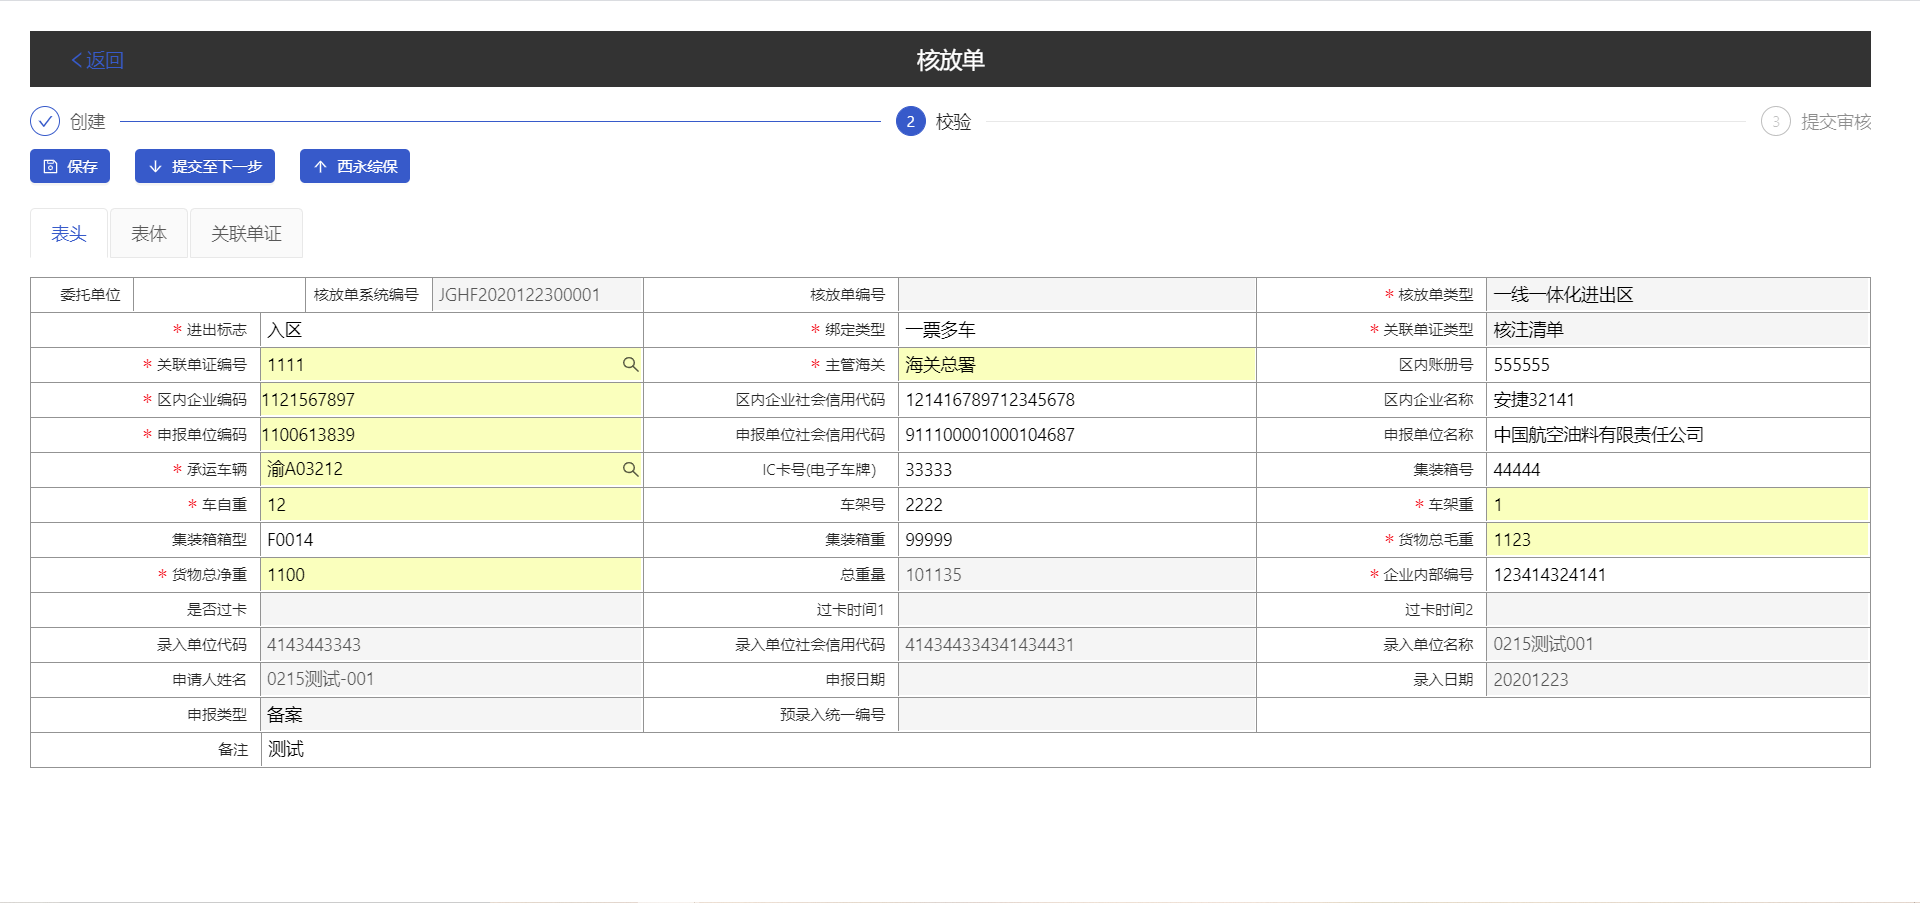 返回
核放单
创建
2 校验
3 提交审核
保存 提交至下一步 西永综保
表头 表体 关联单证
委托单位 核放单系统编号 JGHF2020122300001 核放单编号 * 核放单类型 一线一体化进出区
* 进出标志 入区 * 绑定类型 一票多车 * 关联单证类型 核注清单
* 关联单证编号 1111 * 主管海关 海关总署 区内账册号 555555
* 区内企业编码 1121567897 区内企业社会信用代码 121416789712345678 区内企业名称 安捷32141
* 申报单位编码 1100613839 申报单位社会信用代码 911100001000104687 申报单位名称 中国航空油料有限责任公司
* 承运车辆 渝A03212 IC卡号(电子车牌) 33333 集装箱号 44444
* 车自重 12 车架号 2222 * 车架重 1
集装箱箱型 F0014 集装箱重 99999 * 货物总毛重 1123
* 货物总净重 1100 总重量 101135 * 企业内部编号 123414324141
是否过卡 过卡时间1 过卡时间2
录入单位代码 4143443343 录入单位社会信用代码 414344334341434431 录入单位名称 0215测试001
申请人姓名 0215测试-001 申报日期 录入日期 20201223
申报类型 备案 预录入统一编号
备注 测试